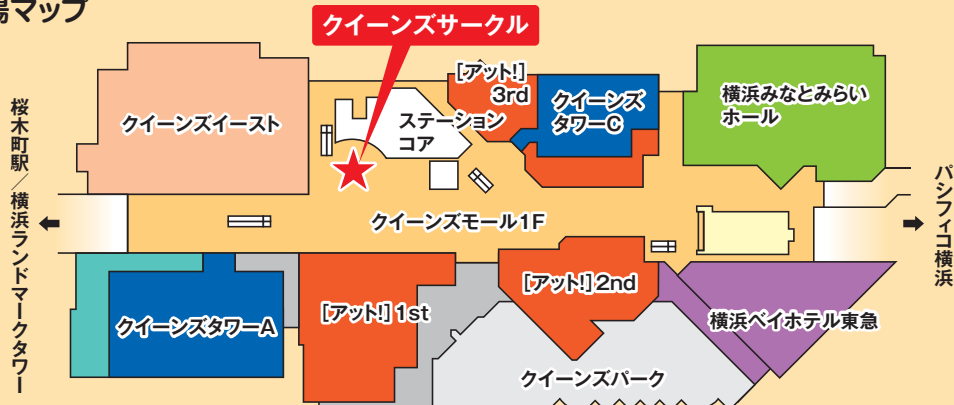 場マップ
クイーンズサークル
[アット!]
3rd
クイーンズイースト
ステーション
コア
クイーンズ
タワーC
横浜みなとみらい
ホール
桜木町駅／横浜ランドマークタワー
クイーンズモール1F
パシフィコ横浜
クイーンズタワーA
[アット!]1st
[アット!]2nd
横浜ベイホテル東急
クイーンズパーク